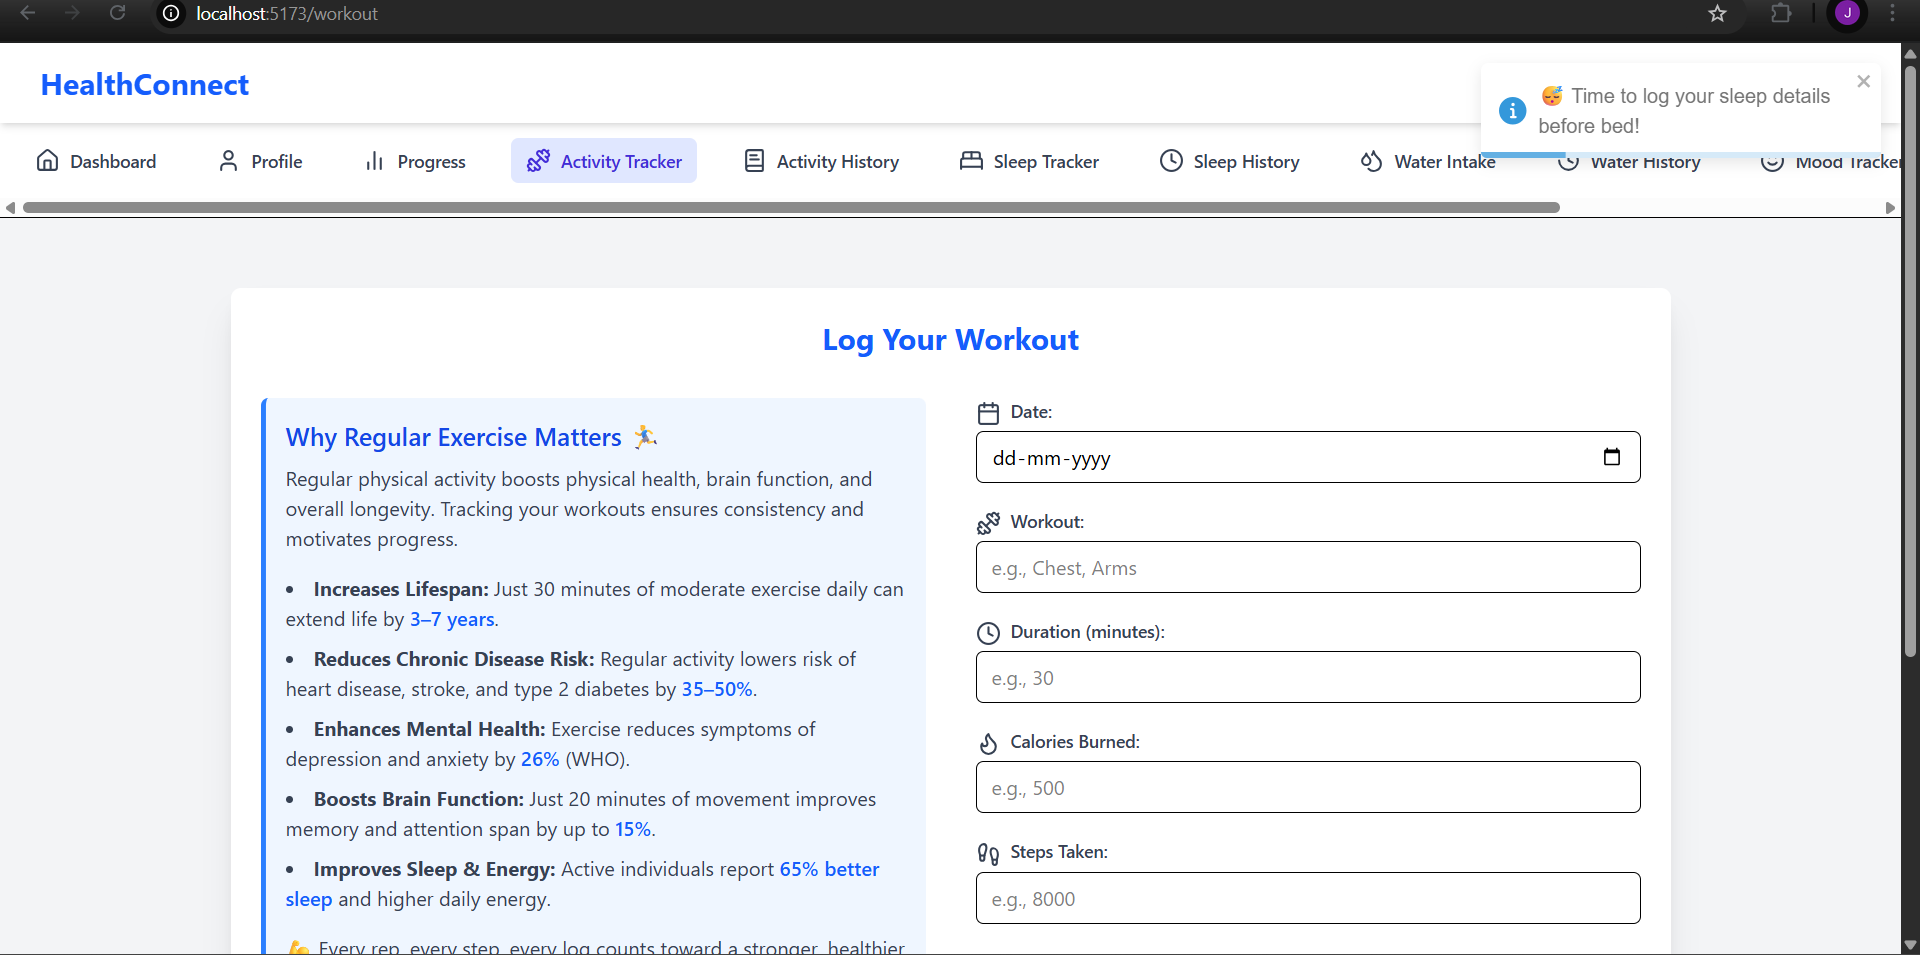 localhost:5173/workout
J
HealthConnect
😴 Time to log your sleep details
before bed!
Dashboard
Profile
Progress
Activity Tracker
Activity History
Sleep Tracker
Sleep History
Water Intake
Water History
Mood Tracker
Log Your Workout
Why Regular Exercise Matters 🏃
Regular physical activity boosts physical health, brain function, and
overall longevity. Tracking your workouts ensures consistency and
motivates progress.
• Increases Lifespan: Just 30 minutes of moderate exercise daily can
extend life by 3–7 years.
• Reduces Chronic Disease Risk: Regular activity lowers risk of
heart disease, stroke, and type 2 diabetes by 35–50%.
• Enhances Mental Health: Exercise reduces symptoms of
depression and anxiety by 26% (WHO).
• Boosts Brain Function: Just 20 minutes of movement improves
memory and attention span by up to 15%.
• Improves Sleep & Energy: Active individuals report 65% better
sleep and higher daily energy.
💪 Every rep, every step, every log counts toward a stronger, healthier
Date:
dd-mm-yyyy
Workout:
e.g., Chest, Arms
Duration (minutes):
e.g., 30
Calories Burned:
e.g., 500
Steps Taken:
e.g., 8000